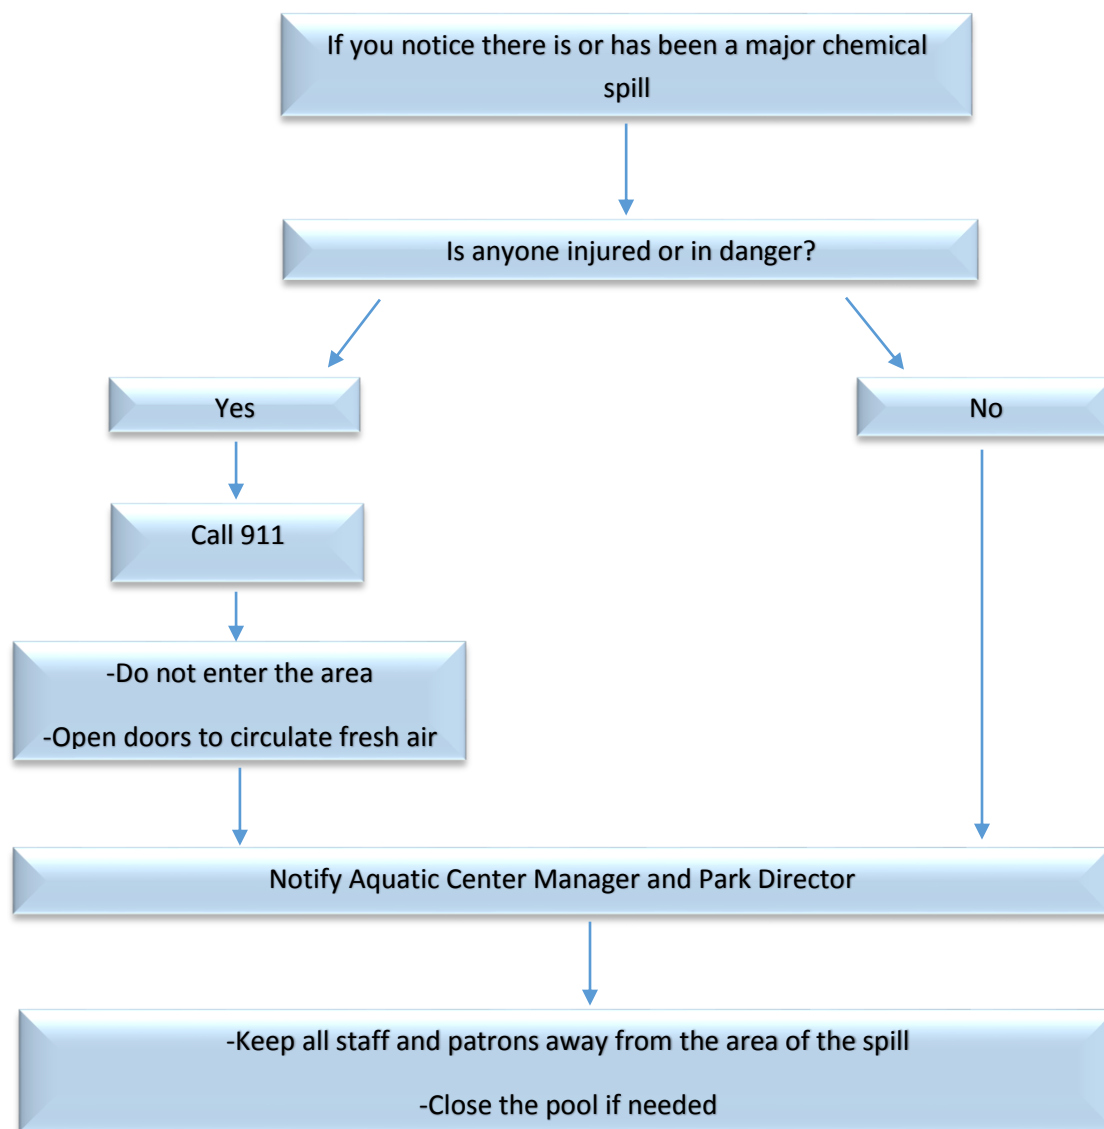 If you notice there is or has been a major chemical
spill
Is anyone injured or in danger?
Yes
No
Call 911
-Do not enter the area
-Open doors to circulate fresh air
Notify Aquatic Center Manager and Park Director
-Keep all staff and patrons away from the area of the spill
-Close the pool if needed